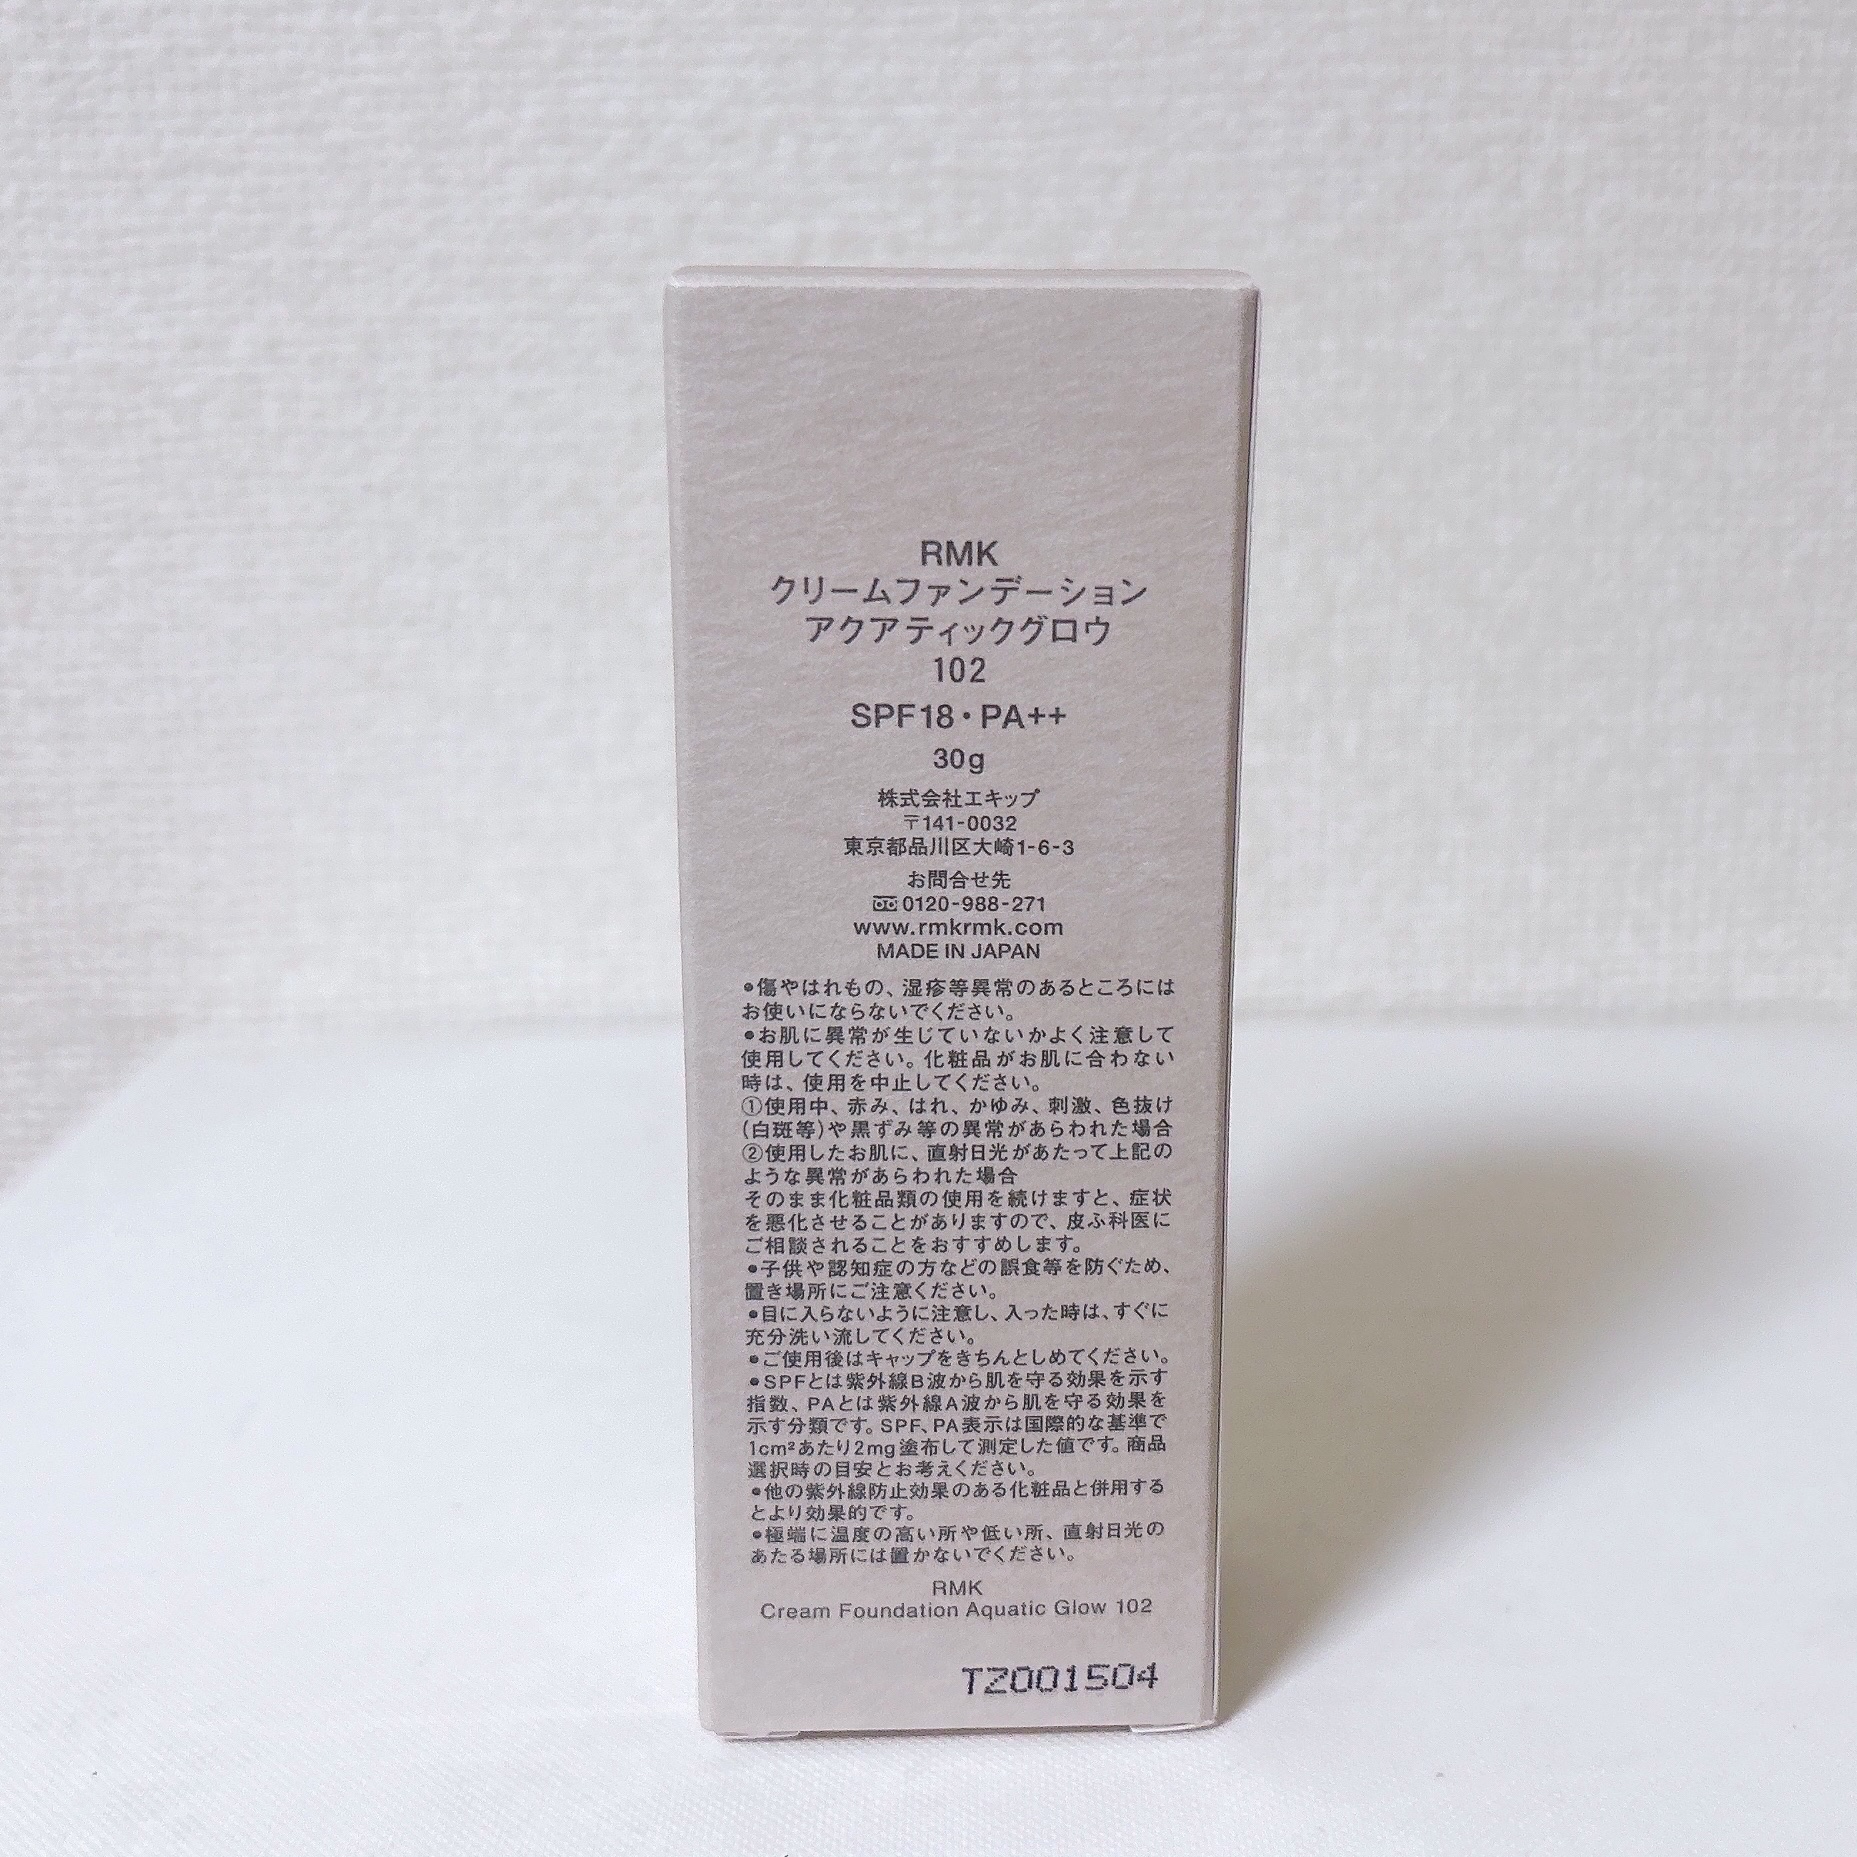 RMK
クリームファンデーション
アクアティックグロウ
102
SPF18・PA++
30g
株式会社エキップ
〒141-0032
東京都品川区大崎1-6-3
お問合せ先
0120-988-271
www.rmkrmk.com
MADE IN JAPAN
●傷やはれもの、湿疹等異常のあるところには
お使いにならないでください。
●お肌に異常が生じていないかよく注意して
使用してください。化粧品がお肌に合わない
時は、使用を中止してください。
①使用中、赤み、はれ、かゆみ、刺激、色抜け
(白斑等)や黒ずみ等の異常があらわれた場合
②使用したお肌に、直射日光があたって上記の
ような異常があらわれた場合
そのまま化粧品類の使用を続けますと、症状
を悪化させることがありますので、皮ふ科医に
ご相談されることをおすすめします。
●子供や認知症の方などの誤食等を防ぐため、
置き場所にご注意ください。
●目に入らないように注意し、入った時は、すぐに
充分洗い流してください。
●ご使用後はキャップをきちんとしめてください。
●SPFとは紫外線B波から肌を守る効果を示す
指数、PAとは紫外線A波から肌を守る効果を
示す分類です。SPF、PA表示は国際的な基準で
1cm²あたり2mg塗布して測定した値です。商品
選択時の目安とお考えください。
●他の紫外線防止効果のある化粧品と併用する
とより効果的です。
●極端に温度の高い所や低い所、直射日光の
あたる場所には置かないでください。
RMK
Cream Foundation Aquatic Glow 102
TZ001504